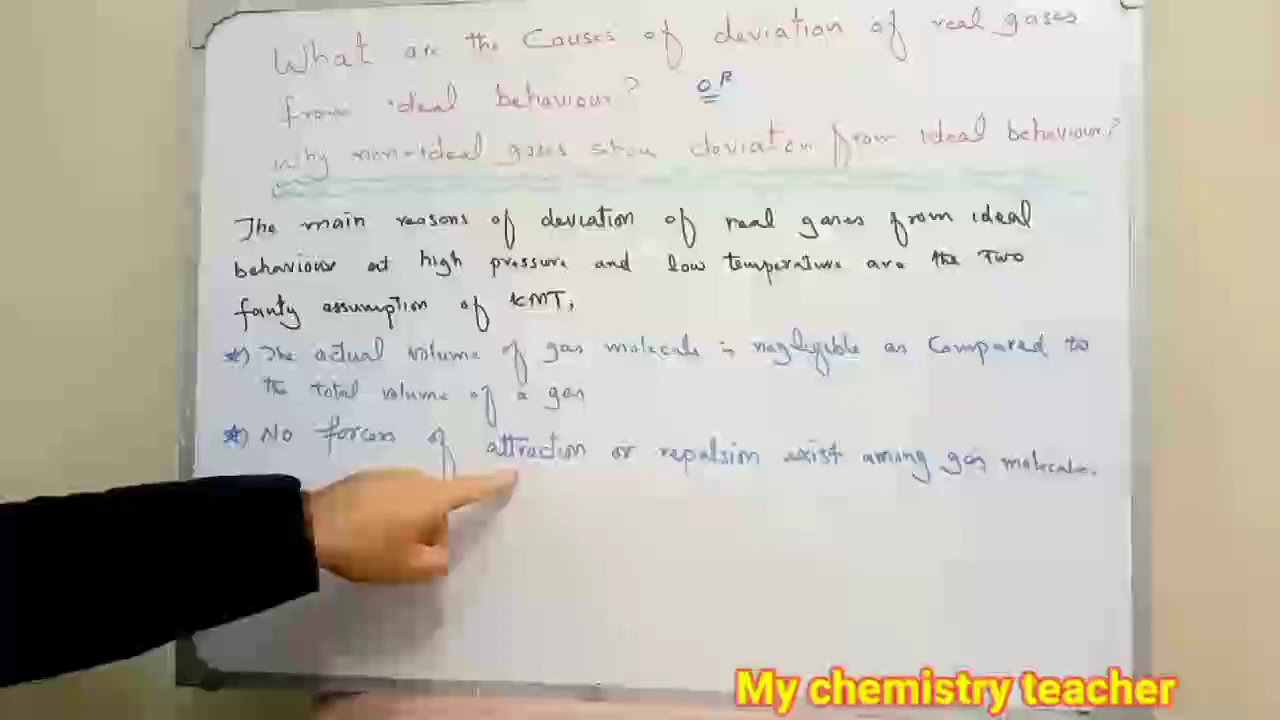 What are the Causes of deviation of real gases
from ideal behaviour? OR
why non-ideal gases show deviation from ideal behaviour?
The main reasons of deviation of real gases from ideal
behaviour at high pressure and low temperature are the Two
faulty assumption of KMT,
*) The actual volume of gas molecule is negligible as Compared to
the total volume of a gas
*) No forces of attraction or repulsion exist among gas molecules.
My chemistry teacher